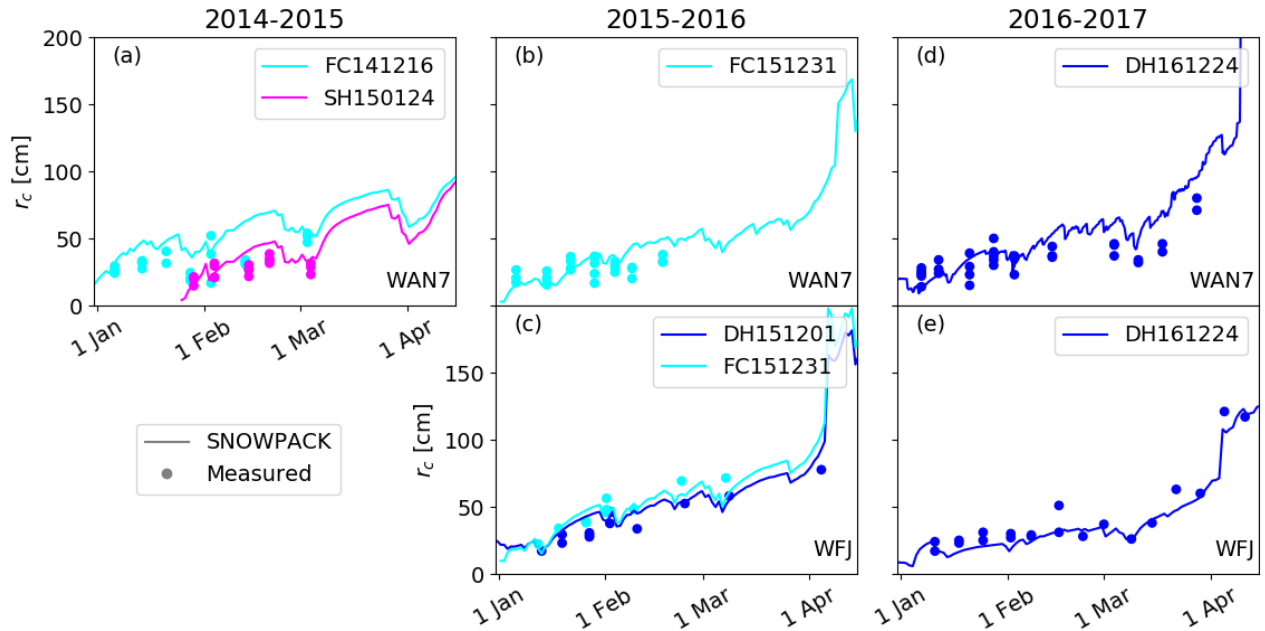 2014-2015
2015-2016
2016-2017
(a)
FC141216
SH150124
WAN7
r_c [cm]
200
150
100
50
0
1 Jan
1 Feb
1 Mar
1 Apr
(b)
FC151231
WAN7
(d)
DH161224
WAN7
SNOWPACK
Measured
(c)
DH151201
FC151231
WFJ
r_c [cm]
150
100
50
0
1 Jan
1 Feb
1 Mar
1 Apr
(e)
DH161224
WFJ
1 Jan
1 Feb
1 Mar
1 Apr